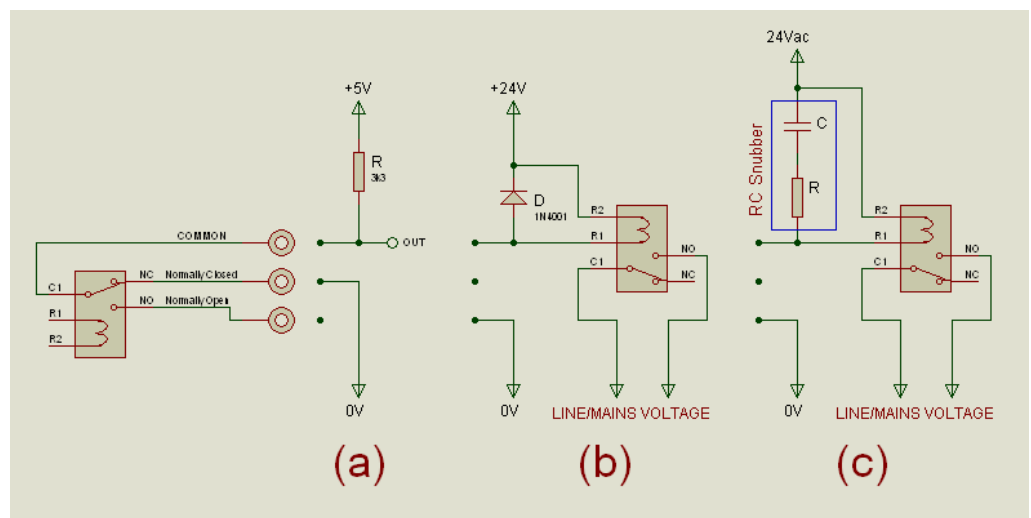 24Vac
+5V
+24V
RC Snubber
C
R
3k3
D
1N4001
R
R2
R1
R2
R1
COMMON
OUT
NO
NO
C1
C1
NC
NC
NC
Normally/Closed
C1
NO
Normally/Open
R1
R2
0V
0V
LINE/MAINS VOLTAGE
0V
LINE/MAINS VOLTAGE
(a)
(b)
(c)